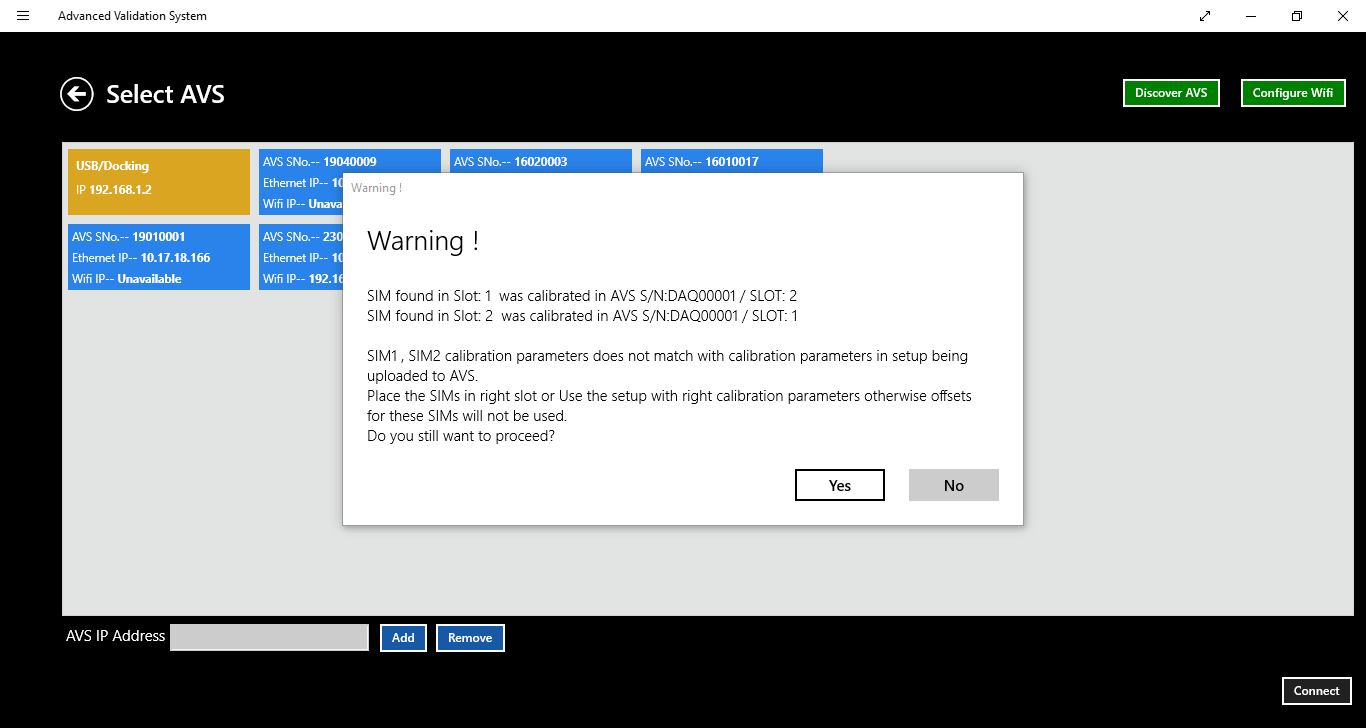 Advanced Validation System
Select AVS
Discover AVS
Configure Wifi
USB/Docking
IP 192.168.1.2
AVS SNo.-- 19040009
Ethernet IP-- 10
Wifi IP-- Unava
AVS SNo.-- 16020003
AVS SNo.-- 16010017
AVS SNo.-- 19010001
Ethernet IP-- 10.17.18.166
Wifi IP-- Unavailable
AVS SNo.-- 230
Ethernet IP-- 10
Wifi IP-- 192.16
Warning !
Warning !
SIM found in Slot: 1  was calibrated in AVS S/N:DAQ00001 / SLOT: 2
SIM found in Slot: 2  was calibrated in AVS S/N:DAQ00001 / SLOT: 1
SIM1 , SIM2 calibration parameters does not match with calibration parameters in setup being
uploaded to AVS.
Place the SIMs in right slot or Use the setup with right calibration parameters otherwise offsets
for these SIMs will not be used.
Do you still want to proceed?
Yes
No
AVS IP Address
Add
Remove
Connect